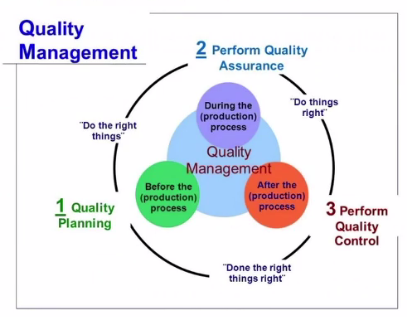 Quality
Management
2 Perform Quality
Assurance
During the
(production)
process
"Do the right
things"
"Do things
right"
Quality
Management
Before the
(production)
process
After the
(production)
process
1 Quality
Planning
3 Perform
Quality
Control
"Done the right
things right"